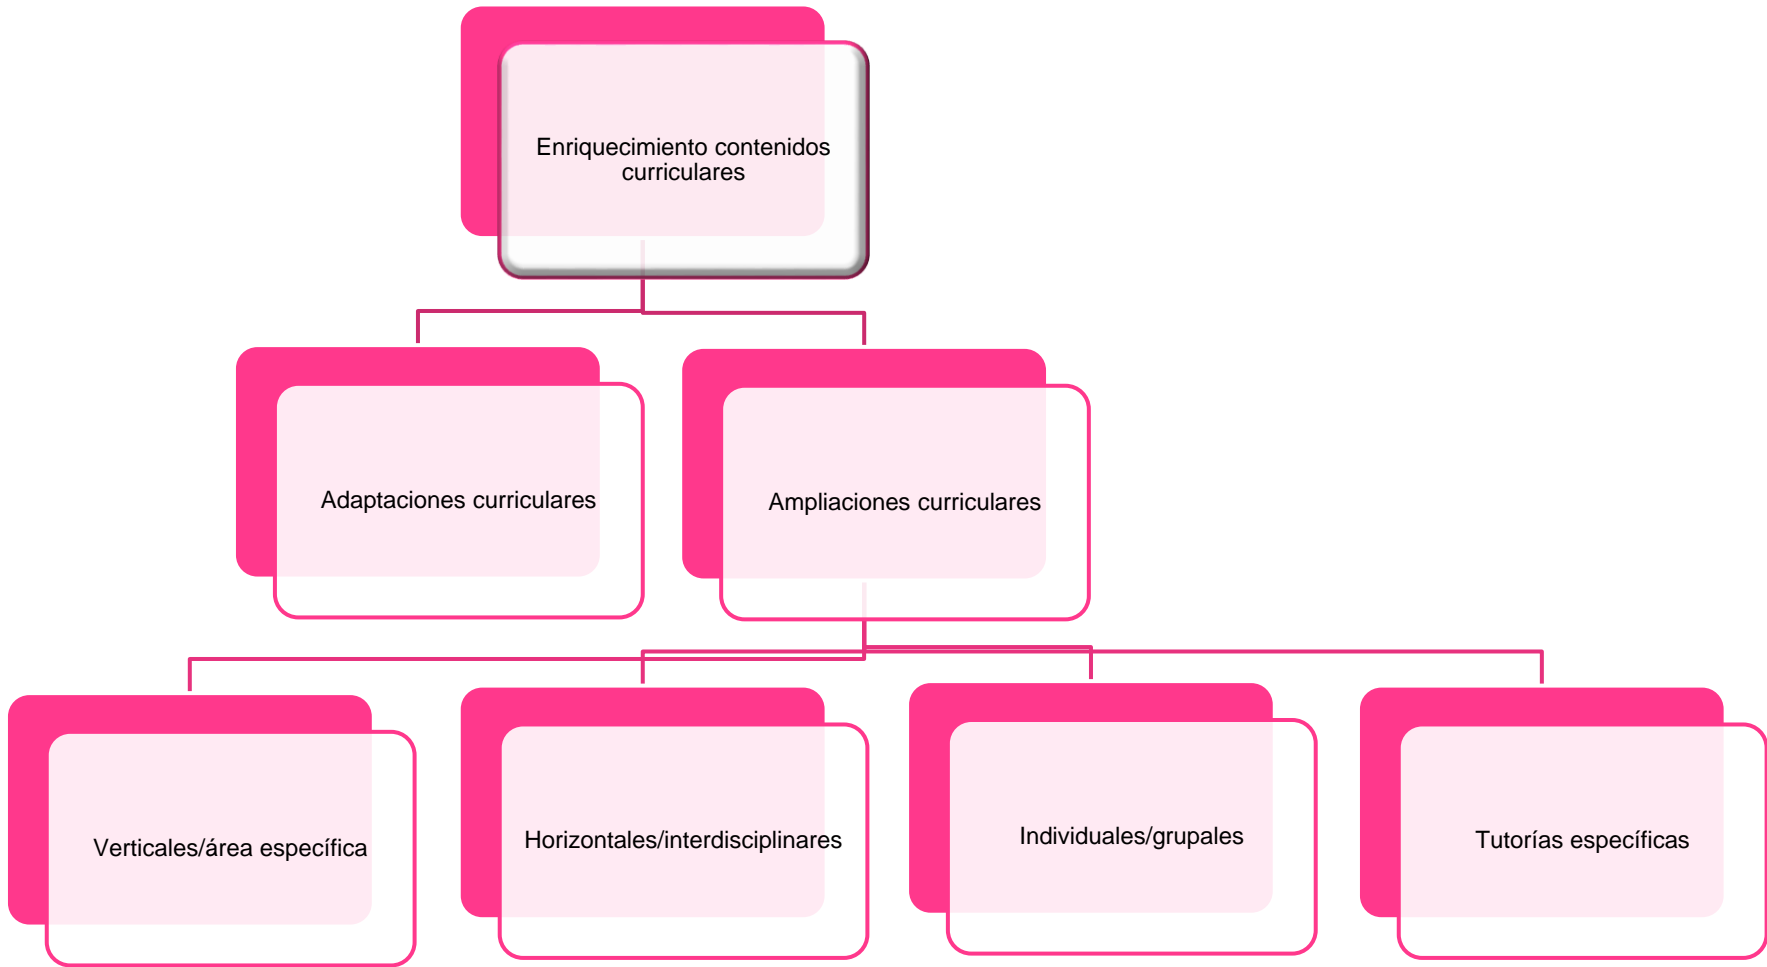 Enriquecimiento contenidos
curriculares
Adaptaciones curriculares
Ampliaciones curriculares
Verticales/área específica
Horizontales/interdisciplinares
Individuales/grupales
Tutorías específicas